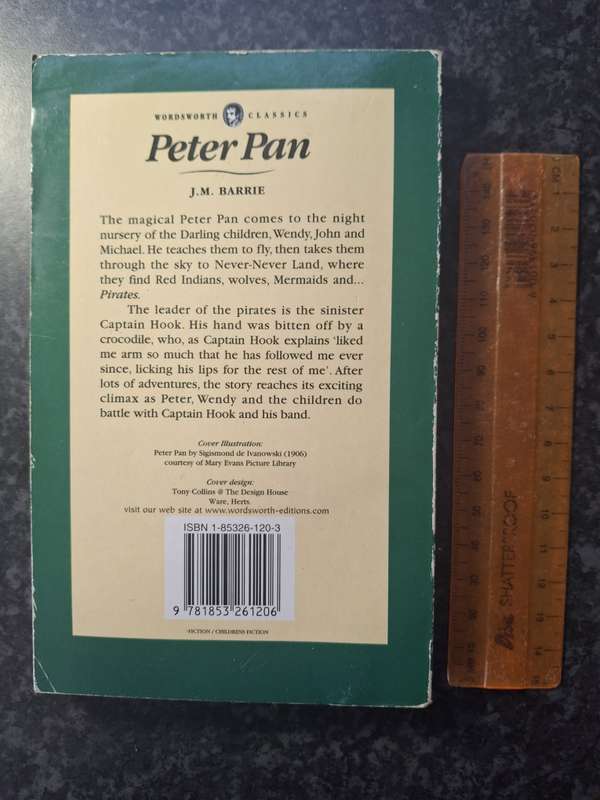 WORDSWORTH CLASSICS
Peter Pan
J.M. BARRIE
The magical Peter Pan comes to the night
nursery of the Darling children, Wendy, John and
Michael. He teaches them to fly, then takes them
through the sky to Never-Never Land, where
they find Red Indians, wolves, Mermaids and...
Pirates.
The leader of the pirates is the sinister
Captain Hook. His hand was bitten off by a
crocodile, who, as Captain Hook explains ‘liked
me arm so much that he has followed me ever
since, licking his lips for the rest of me’. After
lots of adventures, the story reaches its exciting
climax as Peter, Wendy and the children do
battle with Captain Hook and his band.
Cover Illustration:
Peter Pan by Sigismond de Ivanowski (1906)
courtesy of Mary Evans Picture Library
Cover design:
Tony Collins @ The Design House
Ware, Herts.
visit our web site at www.wordsworth-editions.com
ISBN 1-85326-120-3
9 781853 261206
·FICTION / CHILDRENS FICTION
SHATTERPROOF
CM